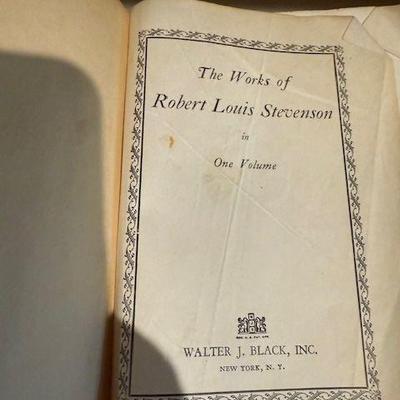 The Works of
Robert Louis Stevenson
in
One Volume
WALTER J. BLACK, INC.
NEW YORK, N. Y.